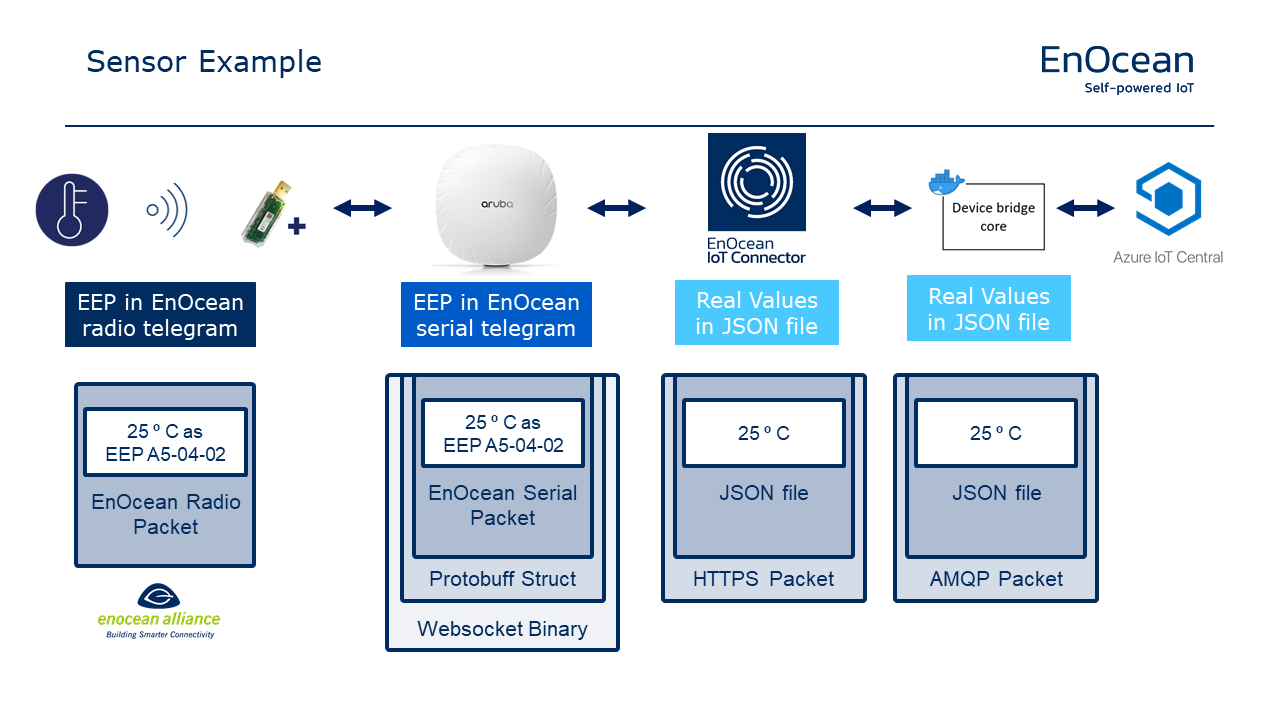 Sensor Example
EnOcean
Self-powered IoT
aruba
EnOcean
IoT Connector
Device bridge
core
Azure IoT Central
EEP in EnOcean
radio telegram
EEP in EnOcean
serial telegram
Real Values
in JSON file
Real Values
in JSON file
25 º C as
EEP A5-04-02
EnOcean Radio
Packet
enocean alliance
Building Smarter Connectivity
25 º C as
EEP A5-04-02
EnOcean Serial
Packet
Protobuff Struct
Websocket Binary
25 º C
JSON file
HTTPS Packet
25 º C
JSON file
AMQP Packet